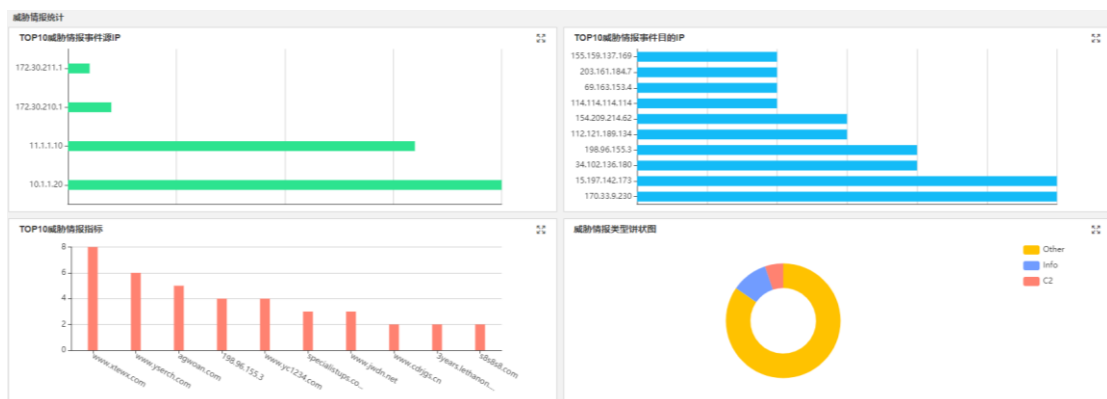 威胁情报统计
TOP10威胁情报事件源IP
172.30.211.1
172.30.210.1
11.1.1.10
10.1.1.20
TOP10威胁情报事件目的IP
155.159.137.169
203.161.184.7
69.163.153.4
114.114.114.114
154.209.214.62
112.121.189.134
198.96.155.3
34.102.136.180
15.197.142.173
170.33.9.230
TOP10威胁情报指标
8
6
4
2
0
www.xtewx.com
www.yserch.com
agwoan.com
198.96.155.3
www.yc1234.com
specialistups.co...
www.jwdn.net
www.cdrjgs.cn
3years.lethanon...
s8s8s8.com
威胁情报类型饼状图
Other
Info
C2